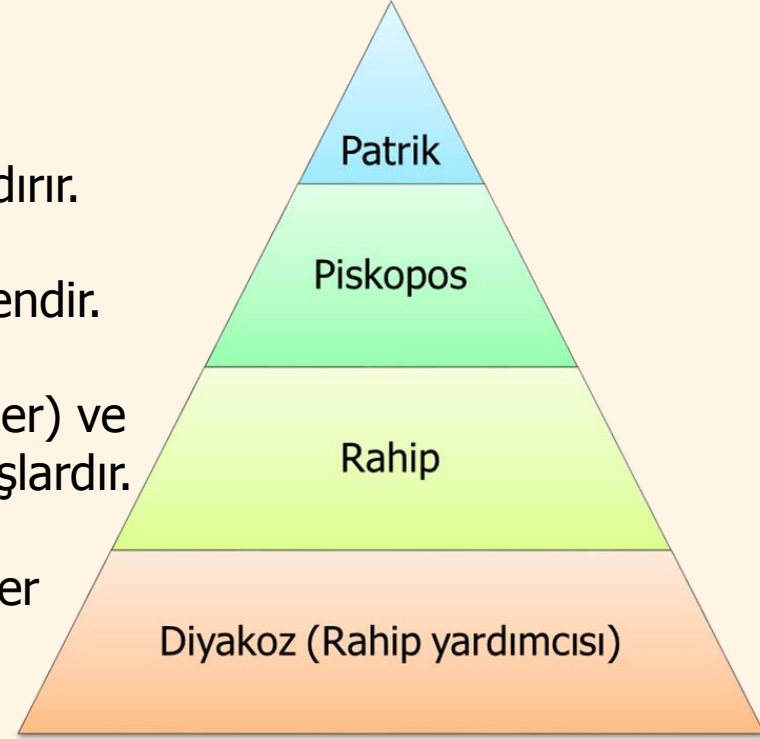 dırır.
endir.
er) ve
şlardır.
er
Patrik
Piskopos
Rahip
Diyakoz (Rahip yardımcısı)